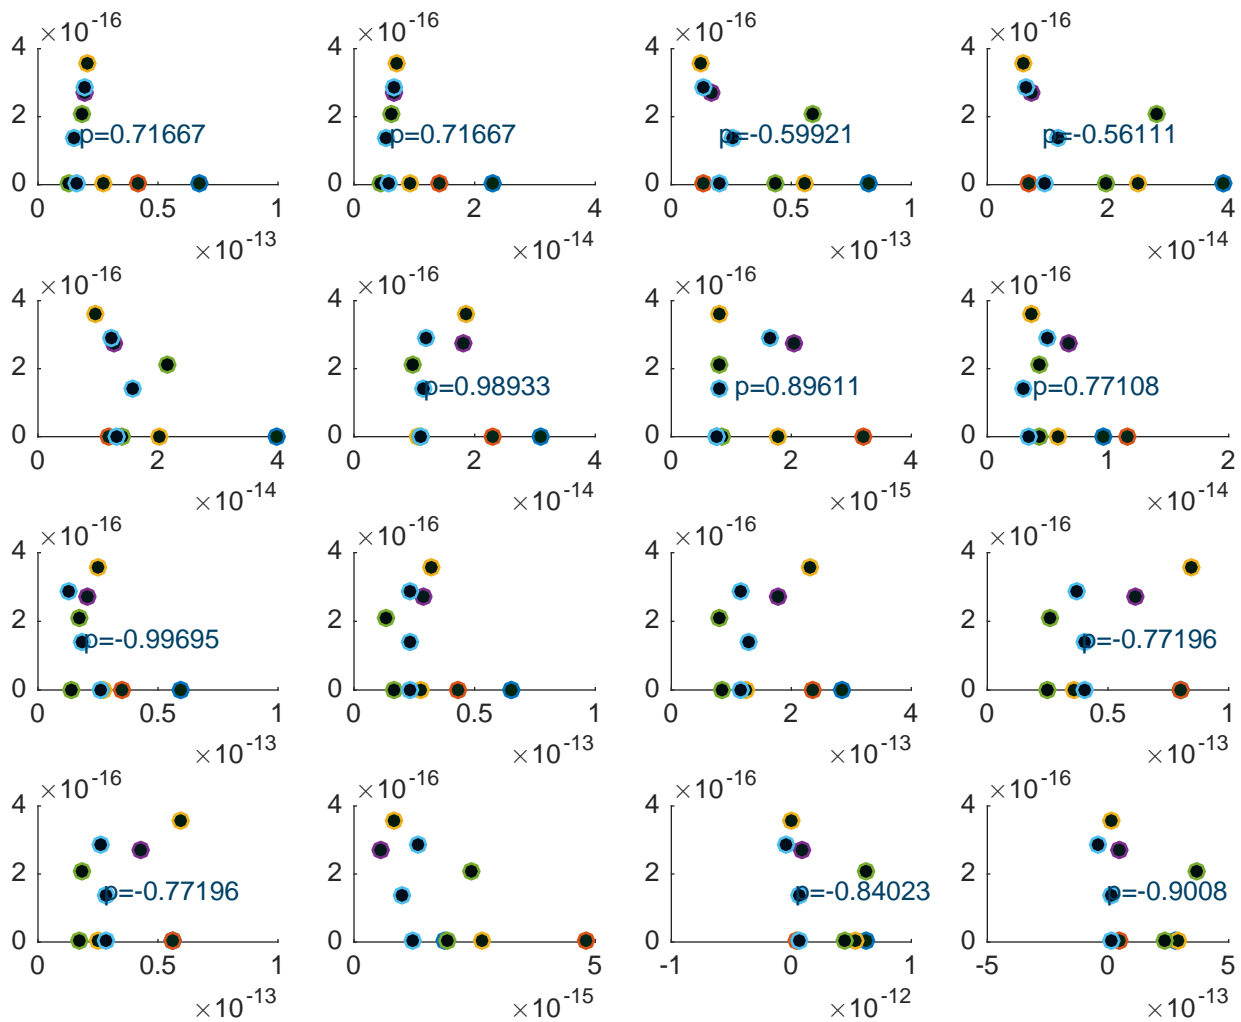 ×10-16 ×10-16 ×10-16 ×10-16
4 4 4 4
2 2 2 2
p=0.71667 p=0.71667 p=-0.59921 p=-0.56111
0 0 0 0
0 0.5 1 0 2 4 0 0.5 1 0 2 4
×10-13 ×10-14 ×10-13 ×10-14
×10-16 ×10-16 ×10-16 ×10-16
4 4 4 4
2 2 2 2
p=0.98933 p=0.89611 p=0.77108
0 0 0 0
0 2 4 0 2 4 0 2 4 0 1 2
×10-14 ×10-14 ×10-15 ×10-14
×10-16 ×10-16 ×10-16 ×10-16
4 4 4 4
2 2 2 2
p=-0.99695 p=-0.77196
0 0 0 0
0 0.5 1 0 0.5 1 0 2 4 0 0.5 1
×10-13 ×10-13 ×10-13 ×10-13
×10-16 ×10-16 ×10-16 ×10-16
4 4 4 4
2 2 2 2
p=-0.77196 p=-0.84023 p=-0.9008
0 0 0 0
0 0.5 1 0 5 -1 0 1 -5 0 5
×10-13 ×10-15 ×10-12 ×10-13